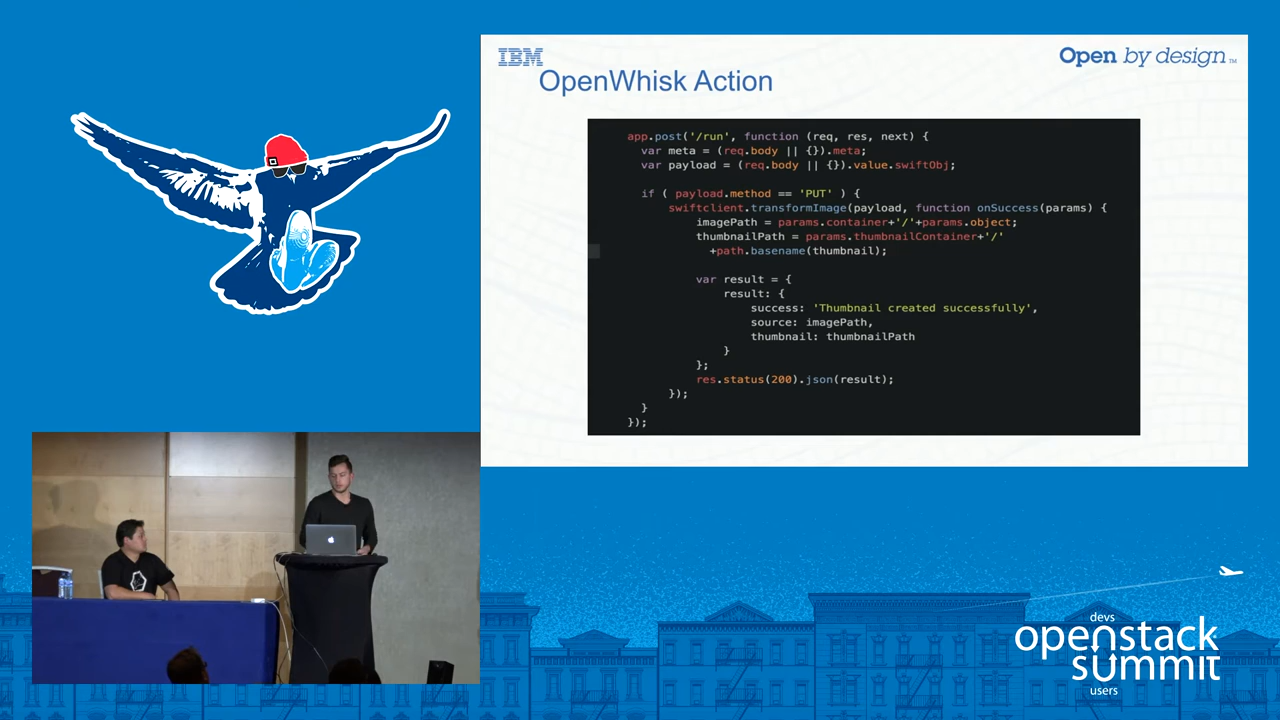 IBM
Open by design™
OpenWhisk Action
app.post('/run', function (req, res, next) {
var meta = (req.body || {}).meta;
var payload = (req.body || {}).value.swiftObj;
if ( payload.method == 'PUT' ) {
swiftclient.transformImage(payload, function onSuccess(params) {
imagePath = params.container+'/'+params.object;
thumbnailPath = params.thumbnailContainer+'/'
+path.basename(thumbnail);
var result = {
result: {
success: 'Thumbnail created successfully',
source: imagePath,
thumbnail: thumbnailPath
}
};
res.status(200).json(result);
});
}
});
devs
openstack
summit
users